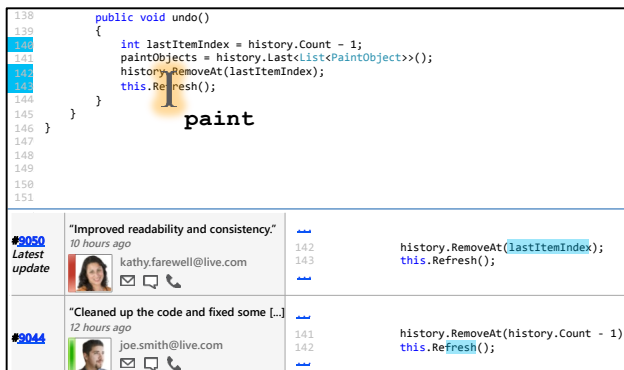 138 public void undo()
139 {
140 int lastItemIndex = history.Count - 1;
141 paintObjects = history.Last<List<PaintObject>>();
142 history.RemoveAt(lastItemIndex);
143 this.Refresh();
144 }
145 }
146 }
147
148
149
150
151
paint
#9050
Latest
update
"Improved readability and consistency."
10 hours ago
kathy.farewell@live.com
...
142 history.RemoveAt(lastItemIndex);
143 this.Refresh();
...
#9044
"Cleaned up the code and fixed some [...]
12 hours ago
joe.smith@live.com
...
141 history.RemoveAt(history.Count - 1)
142 this.Refresh();
...